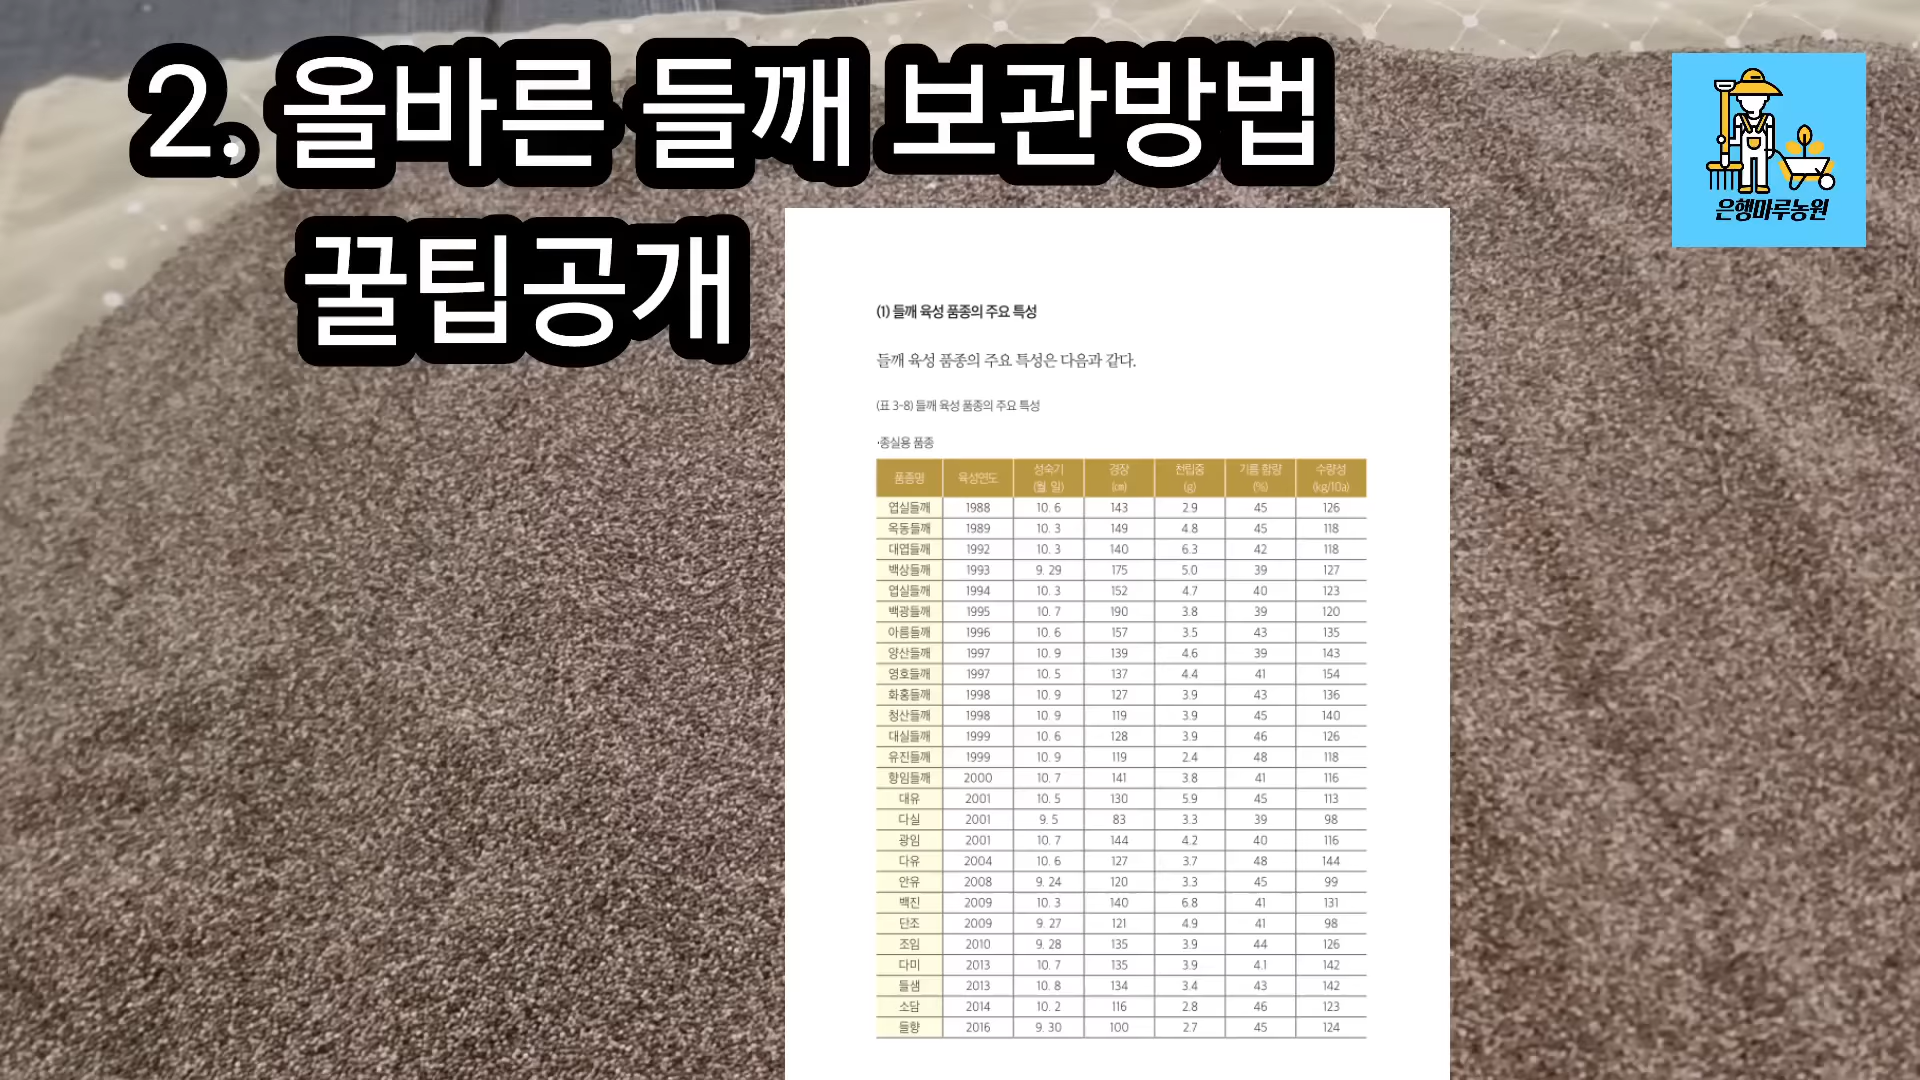 2. 올바른 들깨 보관방법
꿀팁공개
은행마루농원
(1) 들깨 육성 품종의 주요 특성
들깨 육성 품종의 주요 특성은 다음과 같다.
(표 3-8) 들깨 육성 품종의 주요 특성
·종실용 품종
품종명 육성연도 성숙기 (월 일) 경장 (㎝) 천립중 (g) 기름 함량 (%) 수량성 (kg/10a)
엽실들깨 1988 10. 6 143 2.9 45 126
옥동들깨 1989 10. 3 149 4.8 45 118
대엽들깨 1992 10. 3 140 6.3 42 118
백상들깨 1993 9. 29 175 5.0 39 127
엽실들깨 1994 10. 3 152 4.7 40 123
백광들깨 1995 10. 7 190 3.8 39 120
아름들깨 1996 10. 6 157 3.5 43 135
양산들깨 1997 10. 9 139 4.6 39 143
영호들깨 1997 10. 5 137 4.4 41 154
화홍들깨 1998 10. 9 127 3.9 43 136
청산들깨 1998 10. 9 119 3.9 45 140
대실들깨 1999 10. 6 128 3.9 46 126
유진들깨 1999 10. 9 119 2.4 48 118
향임들깨 2000 10. 7 141 3.8 41 116
대유 2001 10. 5 130 5.9 45 113
다실 2001 9. 5 83 3.3 39 98
광임 2001 10. 7 144 4.2 40 116
다유 2004 10. 6 127 3.7 48 144
안유 2008 9. 24 120 3.3 45 99
백진 2009 10. 3 140 6.8 41 131
단조 2009 9. 27 121 4.9 41 98
조임 2010 9. 28 135 3.9 44 126
다미 2013 10. 7 135 3.9 4.1 142
들샘 2013 10. 8 134 3.4 43 142
소담 2014 10. 2 116 2.8 46 123
들향 2016 9. 30 100 2.7 45 124